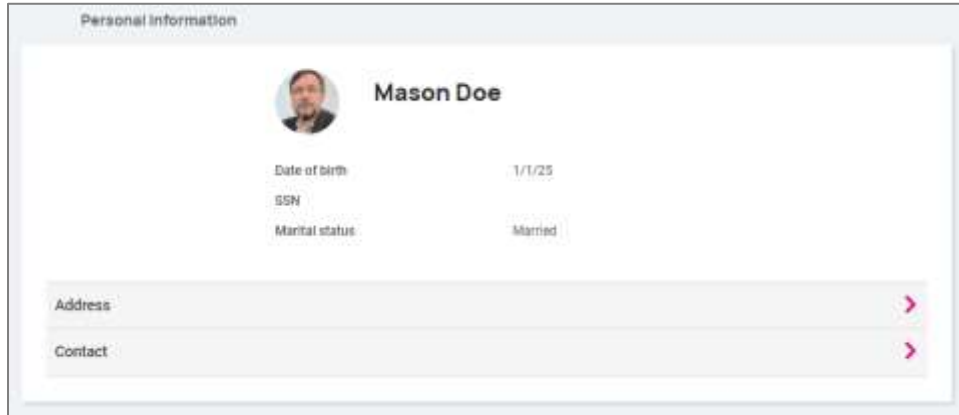 Personal Information
Mason Doe
Date of birth 1/1/25
SSN
Marital status Married
Address
Contact